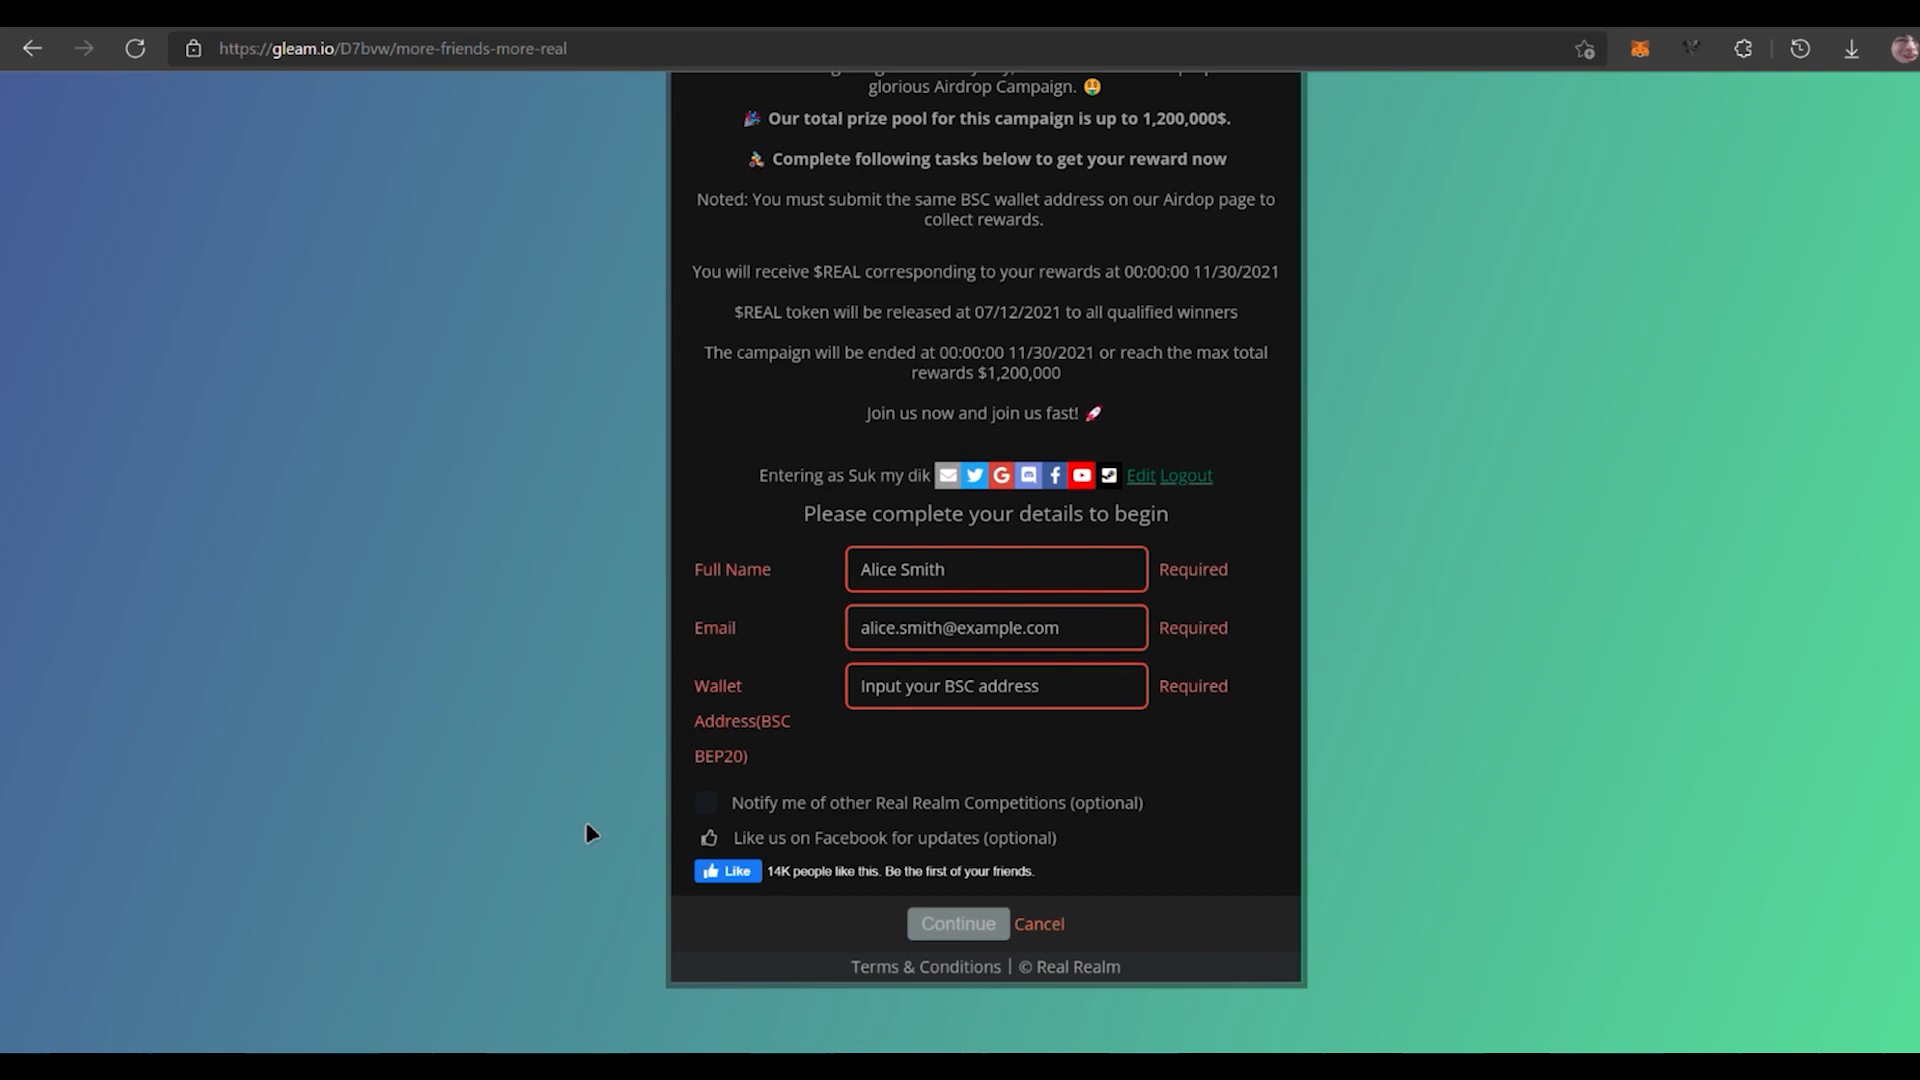 https://gleam.io/D7bvw/more-friends-more-real
glorious Airdrop Campaign. 🤑
🎉 Our total prize pool for this campaign is up to 1,200,000$.
🚴 Complete following tasks below to get your reward now
Noted: You must submit the same BSC wallet address on our Airdop page to
collect rewards.
You will receive $REAL corresponding to your rewards at 00:00:00 11/30/2021
$REAL token will be released at 07/12/2021 to all qualified winners
The campaign will be ended at 00:00:00 11/30/2021 or reach the max total
rewards $1,200,000
Join us now and join us fast! 🚀
Entering as Suk my dik Edit Logout
Please complete your details to begin
Full Name Alice Smith Required
Email alice.smith@example.com Required
Wallet Input your BSC address Required
Address(BSC
BEP20)
Notify me of other Real Realm Competitions (optional)
Like us on Facebook for updates (optional)
Like 14K people like this. Be the first of your friends.
Continue Cancel
Terms & Conditions | © Real Realm